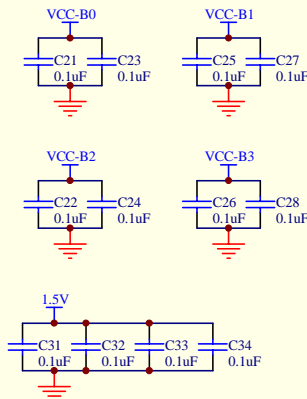 VCC-B0
C21
0.1uF
C23
0.1uF
VCC-B1
C25
0.1uF
C27
0.1uF
VCC-B2
C22
0.1uF
C24
0.1uF
VCC-B3
C26
0.1uF
C28
0.1uF
1.5V
C31
0.1uF
C32
0.1uF
C33
0.1uF
C34
0.1uF